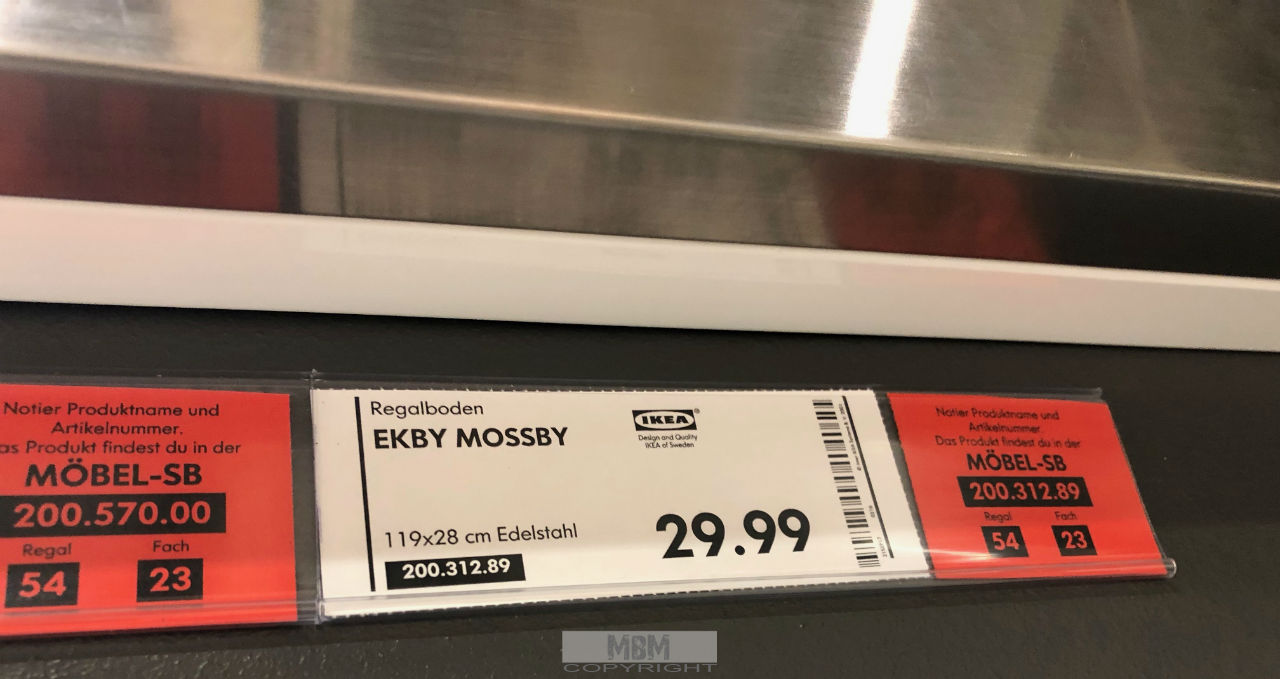 Notier Produktname und
Artikelnummer.
as Produkt findest du in der
MÖBEL-SB
200.570.00
Regal Fach
54 23
Regalboden
EKBY MOSSBY
IKEA®
Design and Quality
IKEA of Sweden
119x28 cm Edelstahl
200.312.89
29.99
Notier Produktname und
Artikelnummer.
Das Produkt findest du in der
MÖBEL-SB
200.312.89
Regal Fach
54 23
MBM
COPYRIGHT